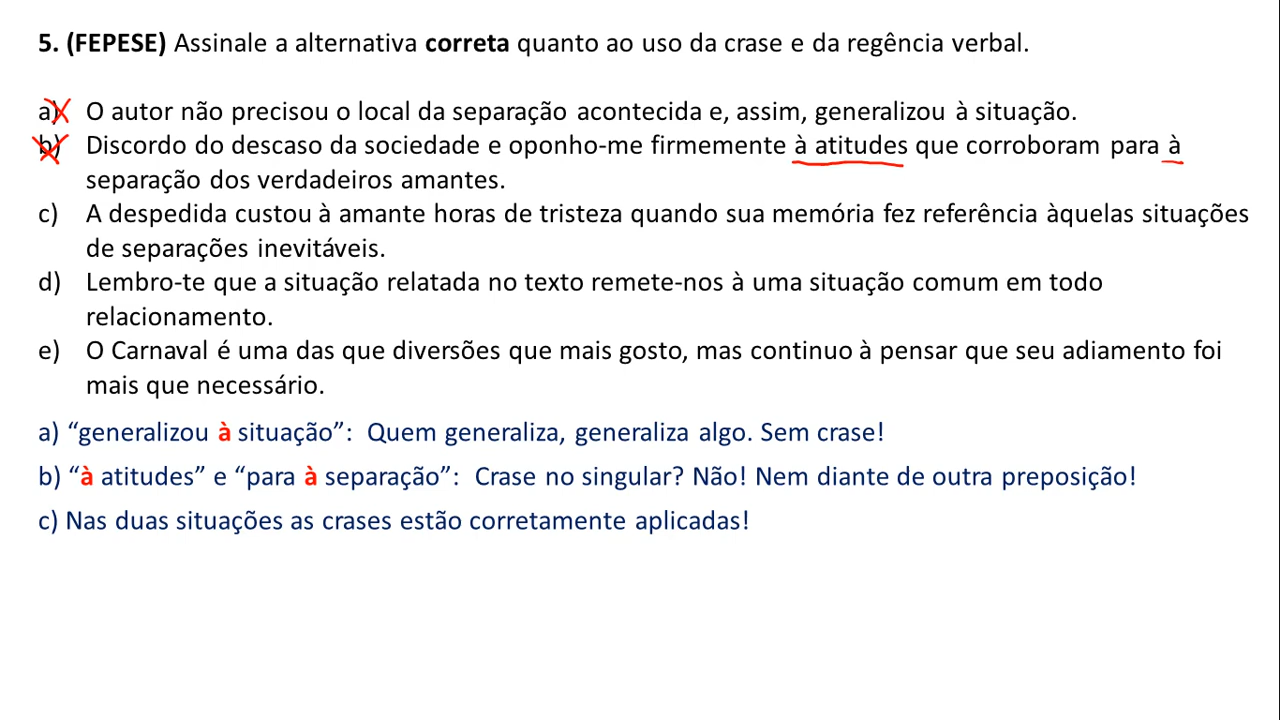 5. (FEPESE) Assinale a alternativa correta quanto ao uso da crase e da regência verbal.
a) O autor não precisou o local da separação acontecida e, assim, generalizou à situação.
b) Discordo do descaso da sociedade e oponho-me firmemente à atitudes que corroboram para à
separação dos verdadeiros amantes.
c) A despedida custou à amante horas de tristeza quando sua memória fez referência àquelas situações
de separações inevitáveis.
d) Lembro-te que a situação relatada no texto remete-nos à uma situação comum em todo
relacionamento.
e) O Carnaval é uma das que diversões que mais gosto, mas continuo à pensar que seu adiamento foi
mais que necessário.
a) “generalizou à situação”: Quem generaliza, generaliza algo. Sem crase!
b) “à atitudes” e “para à separação”: Crase no singular? Não! Nem diante de outra preposição!
c) Nas duas situações as crases estão corretamente aplicadas!